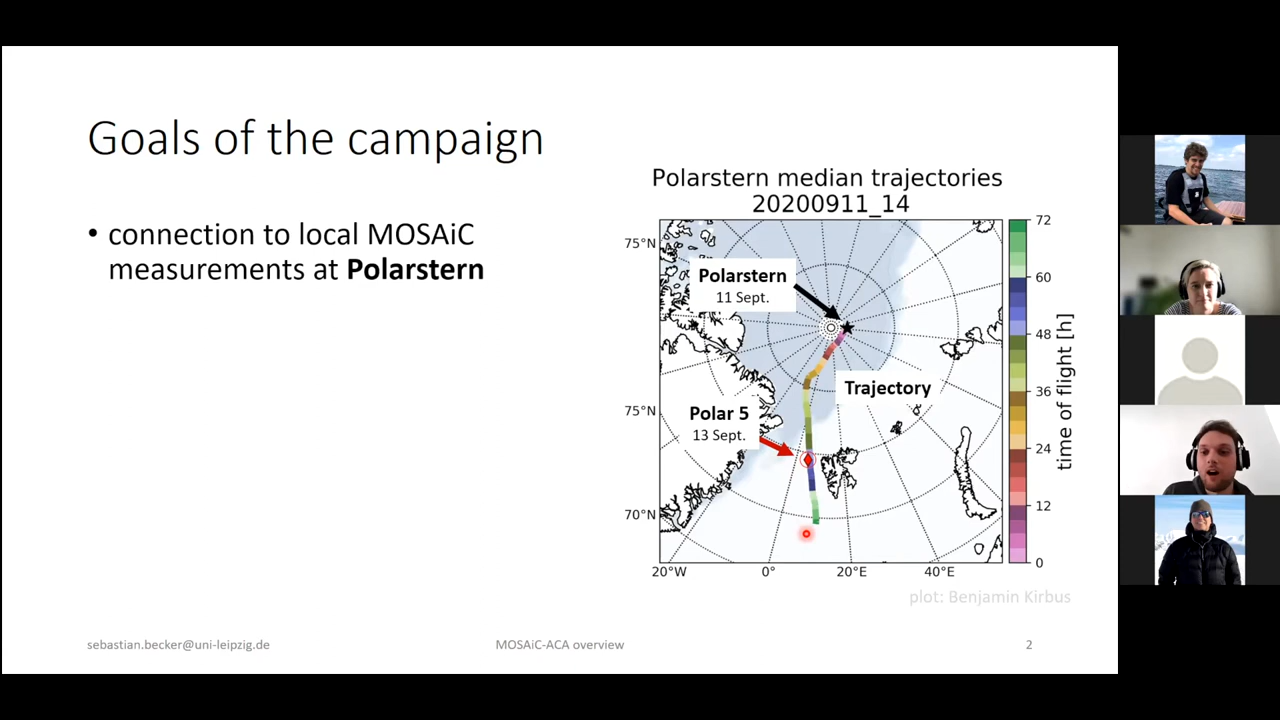 Goals of the campaign
• connection to local MOSAiC
measurements at Polarstern
Polarstern median trajectories
20200911_14
75°N
75°N
70°N
20°W
0°
20°E
40°E
Polarstern
11 Sept.
Trajectory
Polar 5
13 Sept.
72
60
48
36
24
12
0
time of flight [h]
plot: Benjamin Kirbus
sebastian.becker@uni-leipzig.de
MOSAiC-ACA overview
2